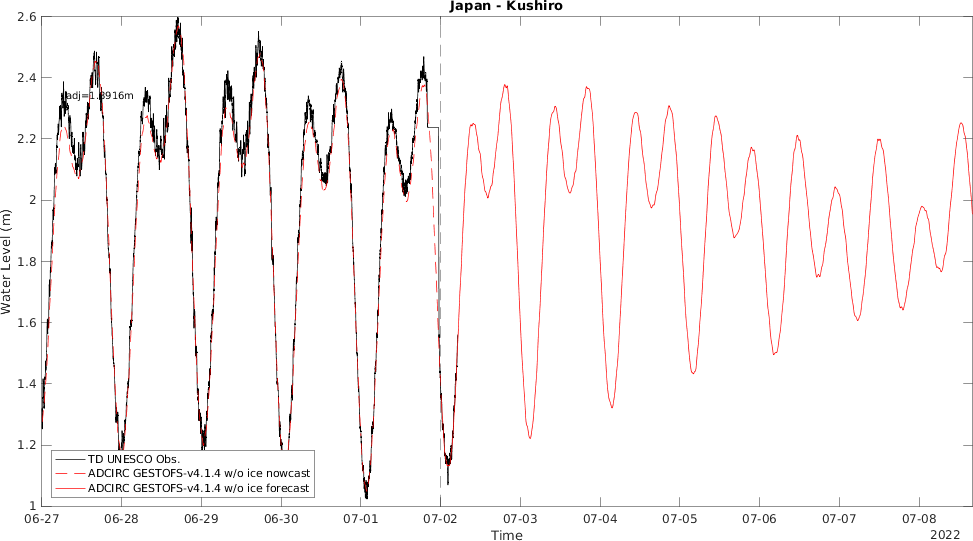 Japan - Kushiro
2.6
2.4
2.2
2
1.8
1.6
1.4
1.2
1
Water Level (m)
adj=1.8916m
TD UNESCO Obs.
ADCIRC GESTOFS-v4.1.4 w/o ice nowcast
ADCIRC GESTOFS-v4.1.4 w/o ice forecast
06-27 06-28 06-29 06-30 07-01 07-02 07-03 07-04 07-05 07-06 07-07 07-08
Time
2022